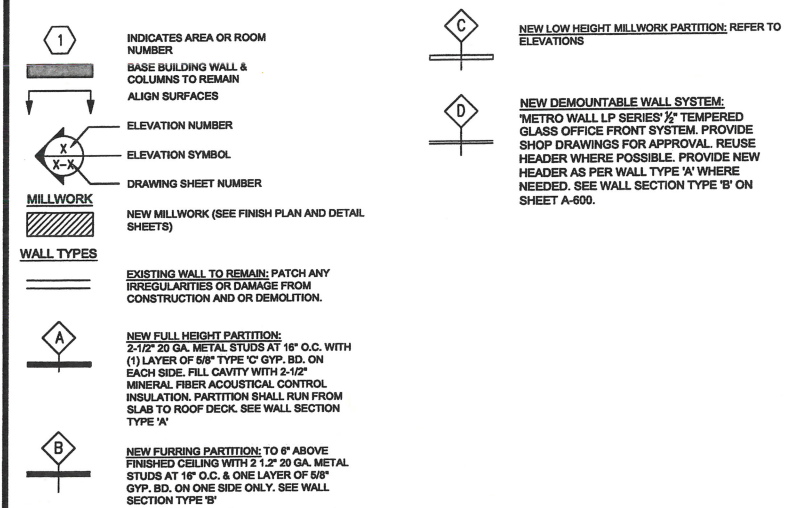 1
INDICATES AREA OR ROOM
NUMBER
BASE BUILDING WALL &
COLUMNS TO REMAIN
ALIGN SURFACES
X
X-X
ELEVATION NUMBER
ELEVATION SYMBOL
DRAWING SHEET NUMBER
MILLWORK
NEW MILLWORK (SEE FINISH PLAN AND DETAIL
SHEETS)
WALL TYPES
EXISTING WALL TO REMAIN: PATCH ANY
IRREGULARITIES OR DAMAGE FROM
CONSTRUCTION AND OR DEMOLITION.
A
NEW FULL HEIGHT PARTITION:
2-1/2" 20 GA. METAL STUDS AT 16" O.C. WITH
(1) LAYER OF 5/8" TYPE 'C' GYP. BD. ON
EACH SIDE. FILL CAVITY WITH 2-1/2"
MINERAL FIBER ACOUSTICAL CONTROL
INSULATION. PARTITION SHALL RUN FROM
SLAB TO ROOF DECK. SEE WALL SECTION
TYPE 'A'
B
NEW FURRING PARTITION: TO 6" ABOVE
FINISHED CEILING WITH 2 1.2" 20 GA. METAL
STUDS AT 16" O.C. & ONE LAYER OF 5/8"
GYP. BD. ON ONE SIDE ONLY. SEE WALL
SECTION TYPE 'B'
C
NEW LOW HEIGHT MILLWORK PARTITION: REFER TO
ELEVATIONS
D
NEW DEMOUNTABLE WALL SYSTEM:
'METRO WALL LP SERIES' ½" TEMPERED
GLASS OFFICE FRONT SYSTEM. PROVIDE
SHOP DRAWINGS FOR APPROVAL. REUSE
HEADER WHERE POSSIBLE. PROVIDE NEW
HEADER AS PER WALL TYPE 'A' WHERE
NEEDED. SEE WALL SECTION TYPE 'B' ON
SHEET A-600.